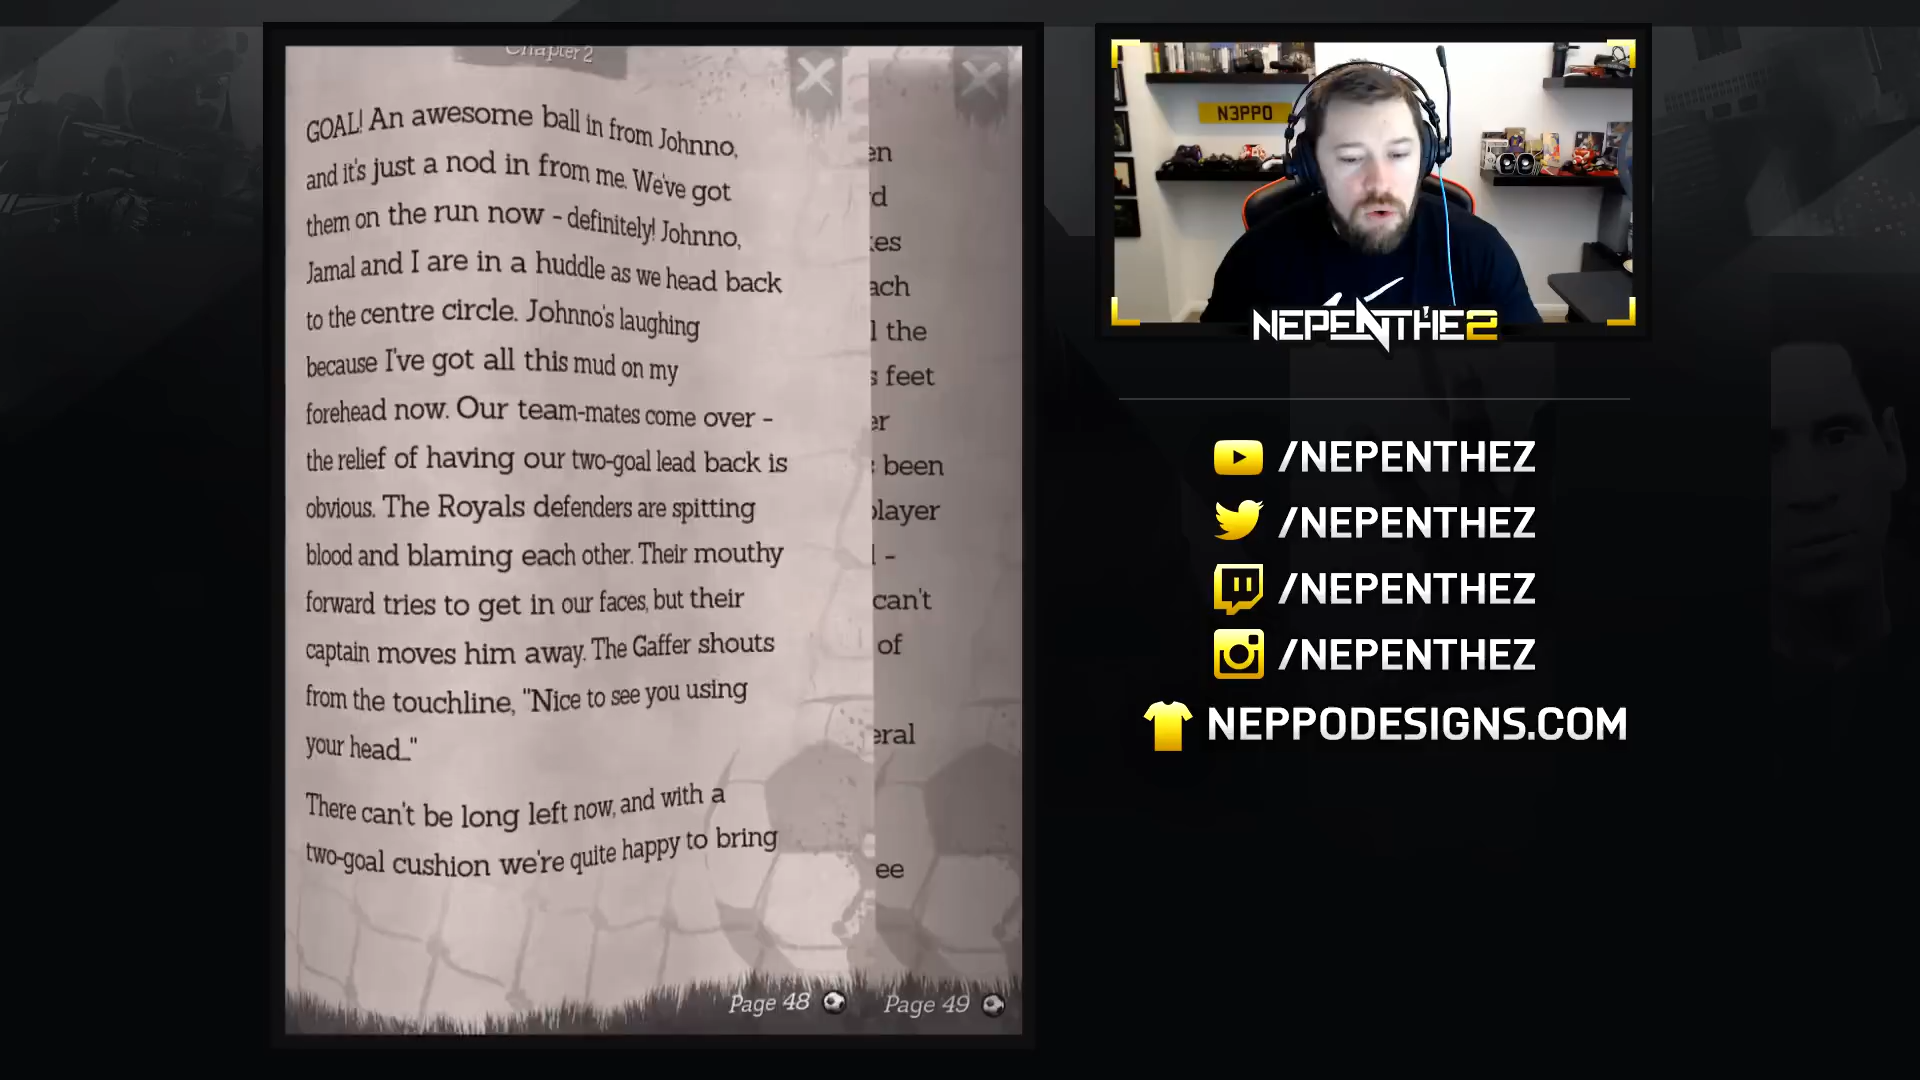 Chapter 2
GOAL! An awesome ball in from Johnno,
and it's just a nod in from me. We've got
them on the run now - definitely! Johnno,
Jamal and I are in a huddle as we head back
to the centre circle. Johnno's laughing
because I've got all this mud on my
forehead now. Our team-mates come over -
the relief of having our two-goal lead back is
obvious. The Royals defenders are spitting
blood and blaming each other. Their mouthy
forward tries to get in our faces, but their
captain moves him away. The Gaffer shouts
from the touchline, "Nice to see you using
your head..."
There can't be long left now, and with a
two-goal cushion we're quite happy to bring
Page 48
the
feet
been
-
can't
of
Page 49
N3PPO
NEPENTHEZ
/NEPENTHEZ
/NEPENTHEZ
/NEPENTHEZ
/NEPENTHEZ
NEPPODESIGNS.COM